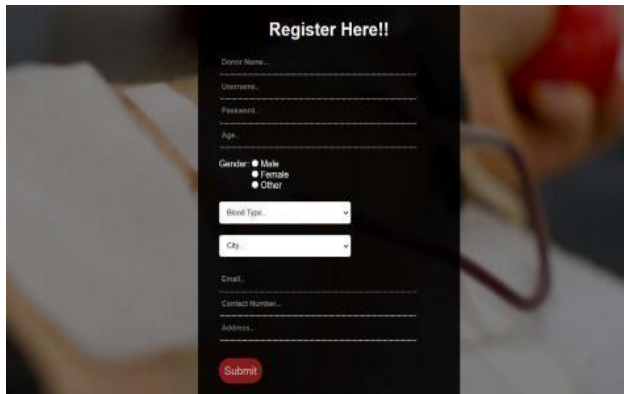 Register Here!!
Donor Name...
Username..
Password..
Age..
Gender: Male
Female
Other
Blood Type..
City..
Email..
Contact Number...
Address..
Submit